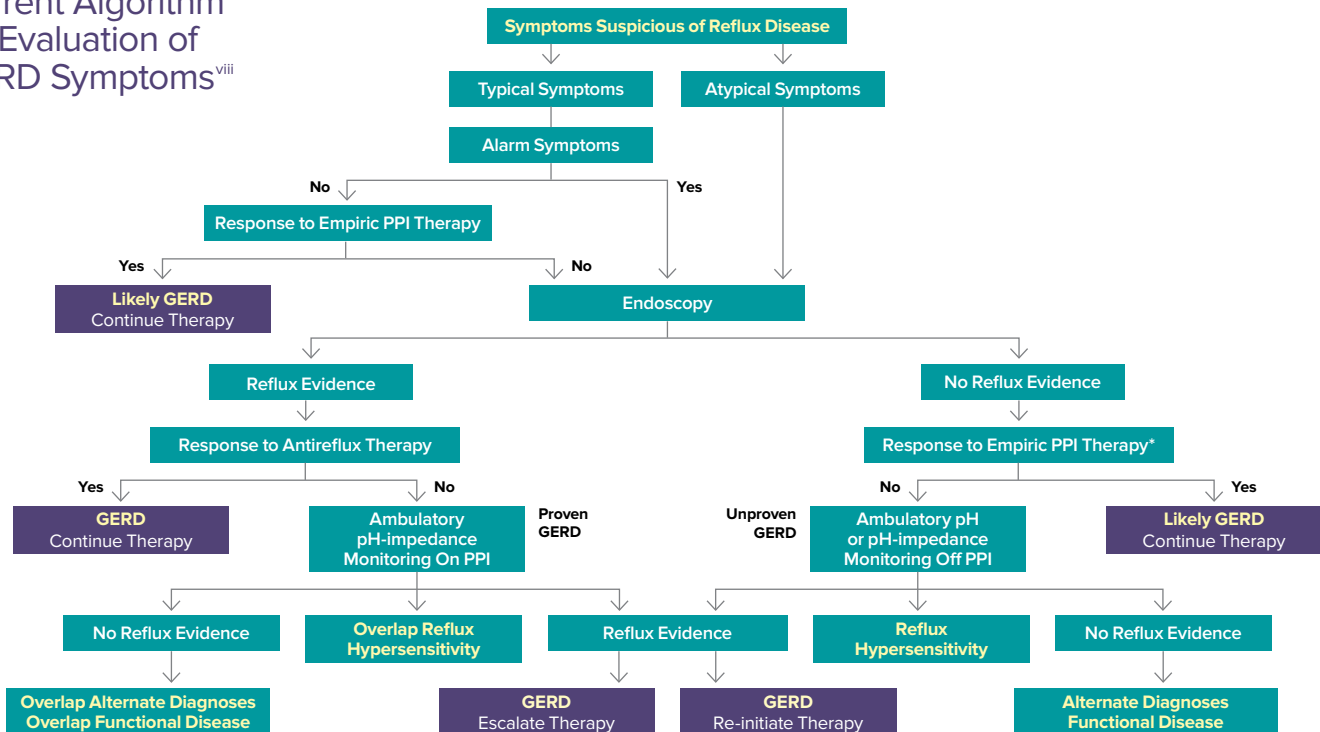 rent Algorithm
Evaluation of
RD Symptoms^viii
Symptoms Suspicious of Reflux Disease
Typical Symptoms
Atypical Symptoms
Alarm Symptoms
No
Yes
Response to Empiric PPI Therapy
Yes
No
Likely GERD
Continue Therapy
Endoscopy
Reflux Evidence
No Reflux Evidence
Response to Antireflux Therapy
Response to Empiric PPI Therapy*
Yes
No
No
Yes
GERD
Continue Therapy
Ambulatory
pH-impedance
Monitoring On PPI
Proven
GERD
Unproven
GERD
Ambulatory pH
or pH-impedance
Monitoring Off PPI
Likely GERD
Continue Therapy
No Reflux Evidence
Overlap Reflux
Hypersensitivity
Reflux Evidence
Reflux
Hypersensitivity
No Reflux Evidence
Overlap Alternate Diagnoses
Overlap Functional Disease
GERD
Escalate Therapy
GERD
Re-initiate Therapy
Alternate Diagnoses
Functional Disease